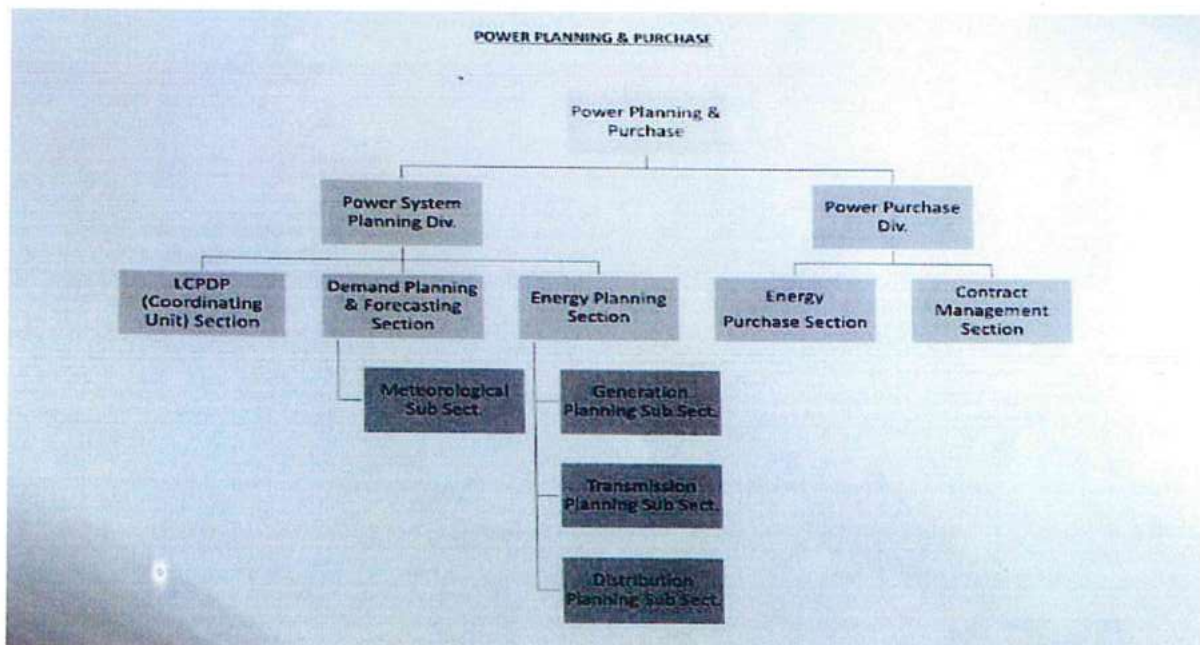 POWER PLANNING & PURCHASE
Power Planning &
Purchase
Power System
Planning Div.
Power Purchase
Div.
LCPDP
(Coordinating
Unit) Section
Demand Planning
& Forecasting
Section
Energy Planning
Section
Energy
Purchase Section
Contract
Management
Section
Meteorological
Sub Sect.
Generation
Planning Sub Sect.
Transmission
Planning Sub Sect.
Distribution
Planning Sub Sect.